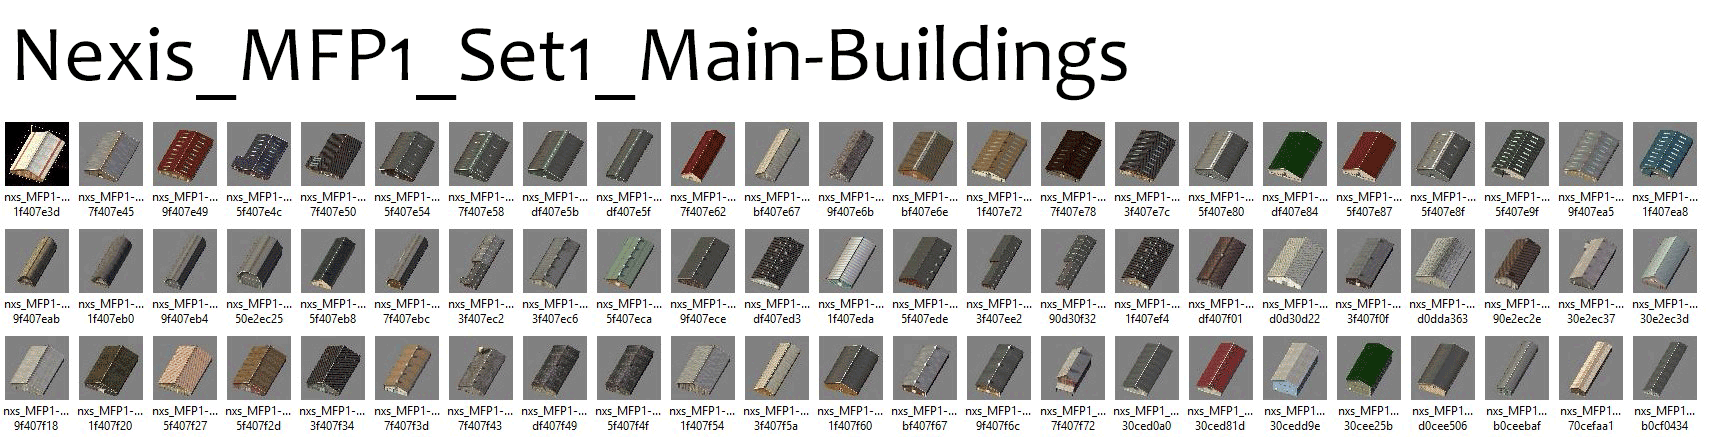 Nexis_MFP1_Set1_Main-Buildings
nxs_MFP1-... nxs_MFP1-... nxs_MFP1-... nxs_MFP1-... nxs_MFP1-... nxs_MFP1-... nxs_MFP1-... nxs_MFP1-... nxs_MFP1-... nxs_MFP1-... nxs_MFP1-... nxs_MFP1-... nxs_MFP1-... nxs_MFP1-... nxs_MFP1-... nxs_MFP1-... nxs_MFP1-... nxs_MFP1-... nxs_MFP1-... nxs_MFP1-... nxs_MFP1-... nxs_MFP1-... nxs_MFP1-...
1f407e3d 7f407e45 9f407e49 5f407e4c 7f407e50 5f407e54 7f407e58 df407e5b df407e5f 7f407e62 bf407e67 9f407e6b bf407e6e 1f407e72 7f407e78 3f407e7c 5f407e80 df407e84 5f407e87 5f407e8f 5f407e9f 9f407ea5 1f407ea8
nxs_MFP1-... nxs_MFP1-... nxs_MFP1-... nxs_MFP1-... nxs_MFP1-... nxs_MFP1-... nxs_MFP1-... nxs_MFP1-... nxs_MFP1-... nxs_MFP1-... nxs_MFP1-... nxs_MFP1-... nxs_MFP1-... nxs_MFP1-... nxs_MFP1-... nxs_MFP1-... nxs_MFP1-... nxs_MFP1-... nxs_MFP1-... nxs_MFP1-... nxs_MFP1-... nxs_MFP1-... nxs_MFP1-...
9f407eab 1f407eb0 9f407eb4 50e2ec25 5f407eb8 7f407ebc 3f407ec2 3f407ec6 5f407eca 9f407ece df407ed3 1f407eda 5f407ede 3f407ee2 90d30f32 1f407ef4 df407f01 d0d30d22 3f407f0f d0dda363 90e2ec2e 30e2ec37 30e2ec3d
nxs_MFP1-... nxs_MFP1-... nxs_MFP1-... nxs_MFP1-... nxs_MFP1-... nxs_MFP1-... nxs_MFP1-... nxs_MFP1-... nxs_MFP1-... nxs_MFP1-... nxs_MFP1-... nxs_MFP1-... nxs_MFP1-... nxs_MFP1-... nxs_MFP1-... nxs_MFP1_... nxs_MFP1_... nxs_MFP1... nxs_MFP1... nxs_MFP1... nxs_MFP1... nxs_MFP1... nxs_MFP1...
9f407f18 1f407f20 5f407f27 5f407f2d 3f407f34 7f407f3d 7f407f43 df407f49 5f407f4f 1f407f54 3f407f5a 1f407f60 bf407f67 9f407f6c 7f407f72 30ced0a0 30ced81d 30cedd9e 30cee25b d0cee506 b0ceebaf 70cefaa1 b0cf0434